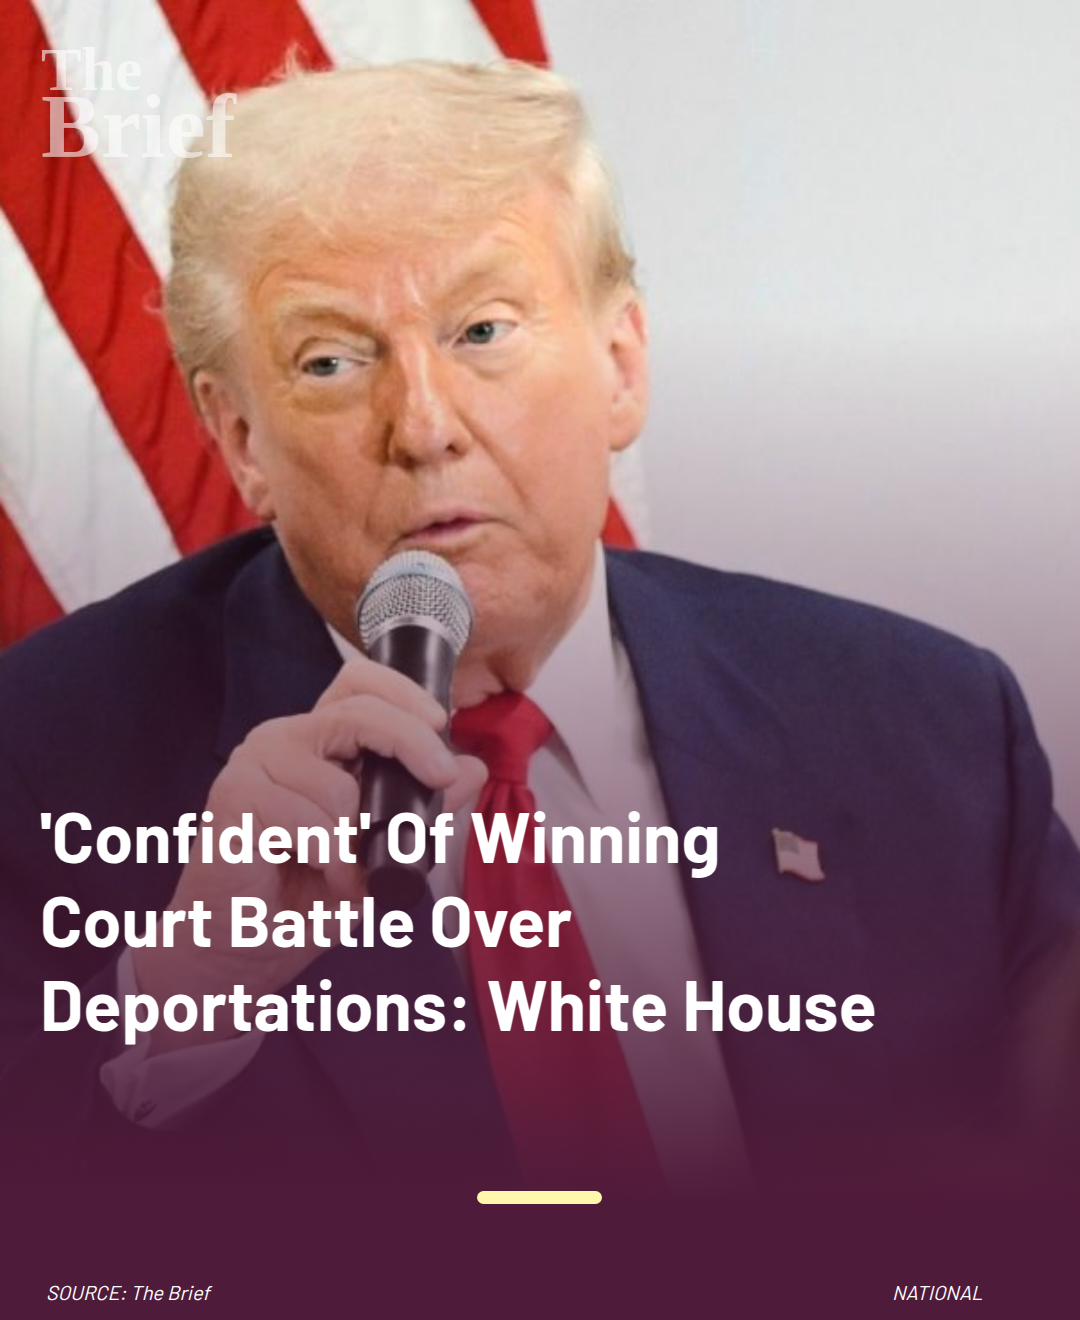 The
Brief
'Confident' Of Winning
Court Battle Over
Deportations: White House
SOURCE: The Brief
NATIONAL